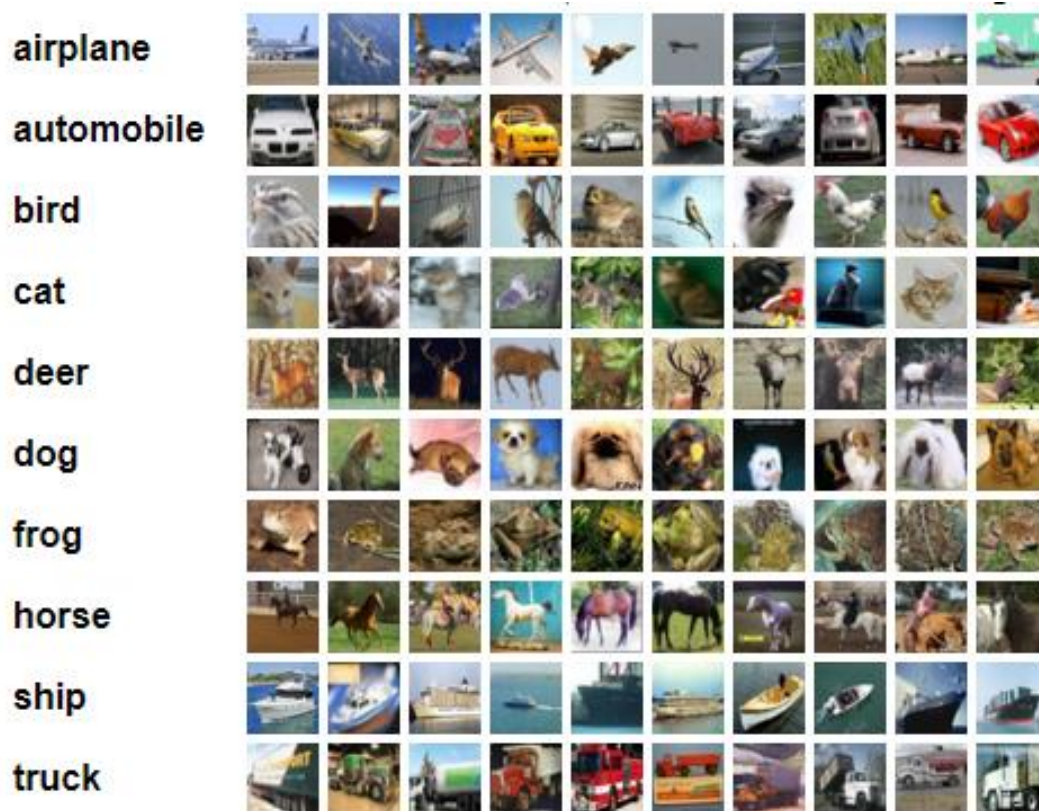 airplane
automobile
bird
cat
deer
dog
frog
horse
ship
truck